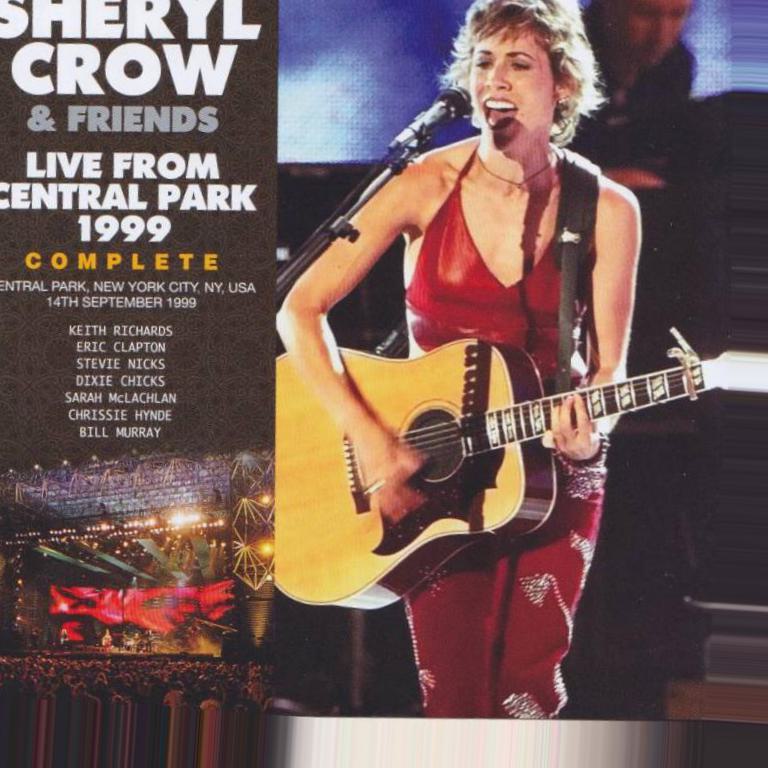 SHERYL
CROW
& FRIENDS
LIVE FROM
CENTRAL PARK
1999
COMPLETE
ENTRAL PARK, NEW YORK CITY, NY, USA
14TH SEPTEMBER 1999
KEITH RICHARDS
ERIC CLAPTON
STEVIE NICKS
DIXIE CHICKS
SARAH McLACHLAN
CHRISSIE HYNDE
BILL MURRAY